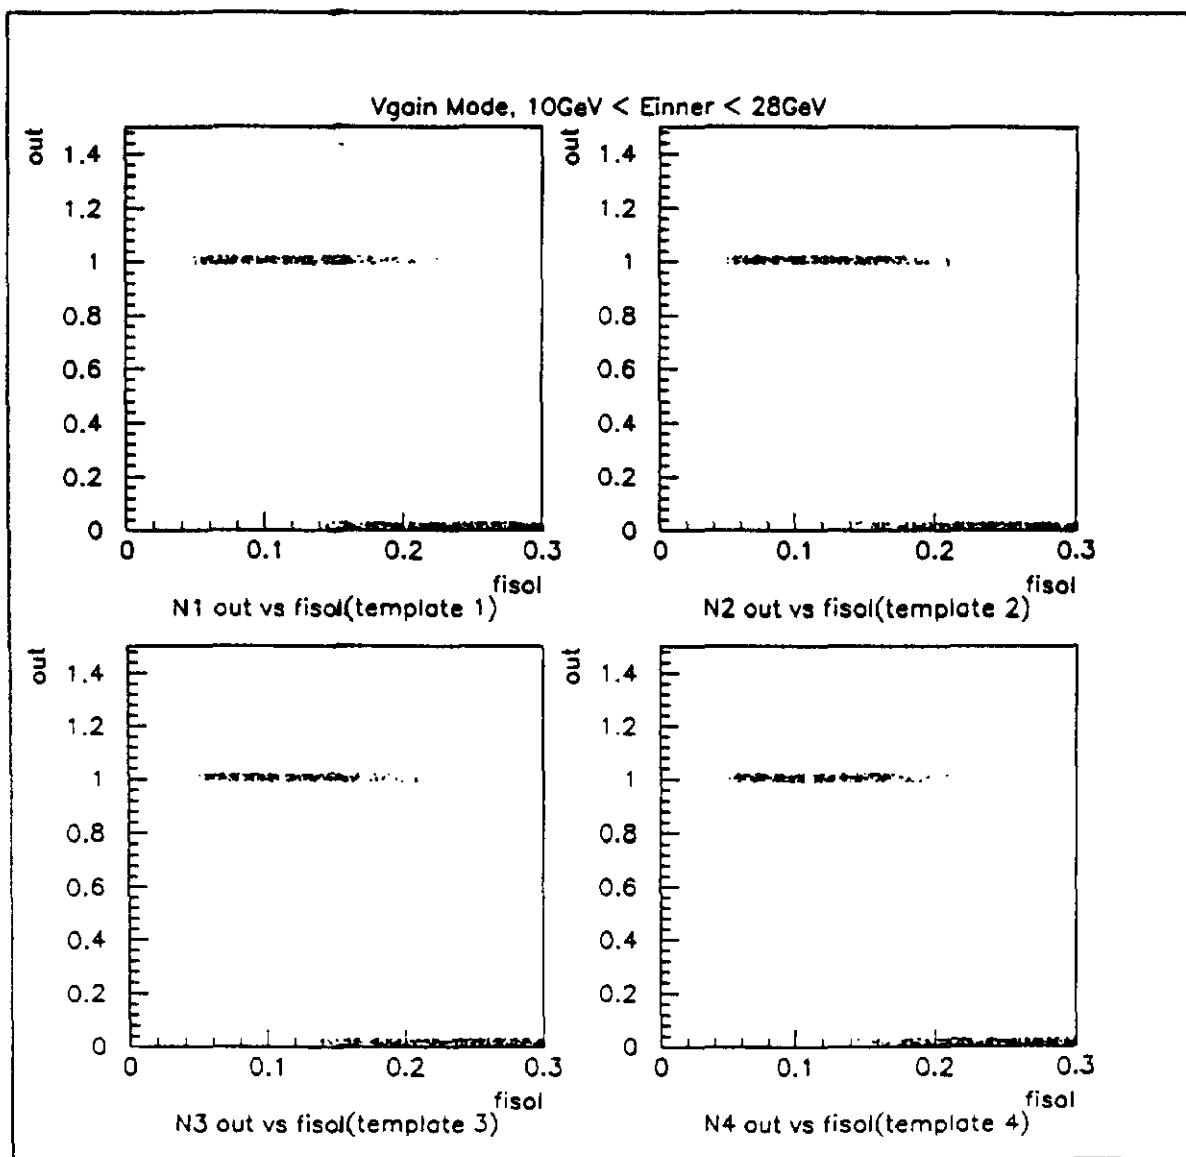 Vgain Mode, 10GeV < Einner < 28GeV
out
1.4
1.2
1
0.8
0.6
0.4
0.2
0
0 0.1 0.2 0.3
fisol
N1 out vs fisol(template 1)
out
1.4
1.2
1
0.8
0.6
0.4
0.2
0
0 0.1 0.2 0.3
fisol
N2 out vs fisol(template 2)
out
1.4
1.2
1
0.8
0.6
0.4
0.2
0
0 0.1 0.2 0.3
fisol
N3 out vs fisol(template 3)
out
1.4
1.2
1
0.8
0.6
0.4
0.2
0
0 0.1 0.2 0.3
fisol
N4 out vs fisol(template 4)